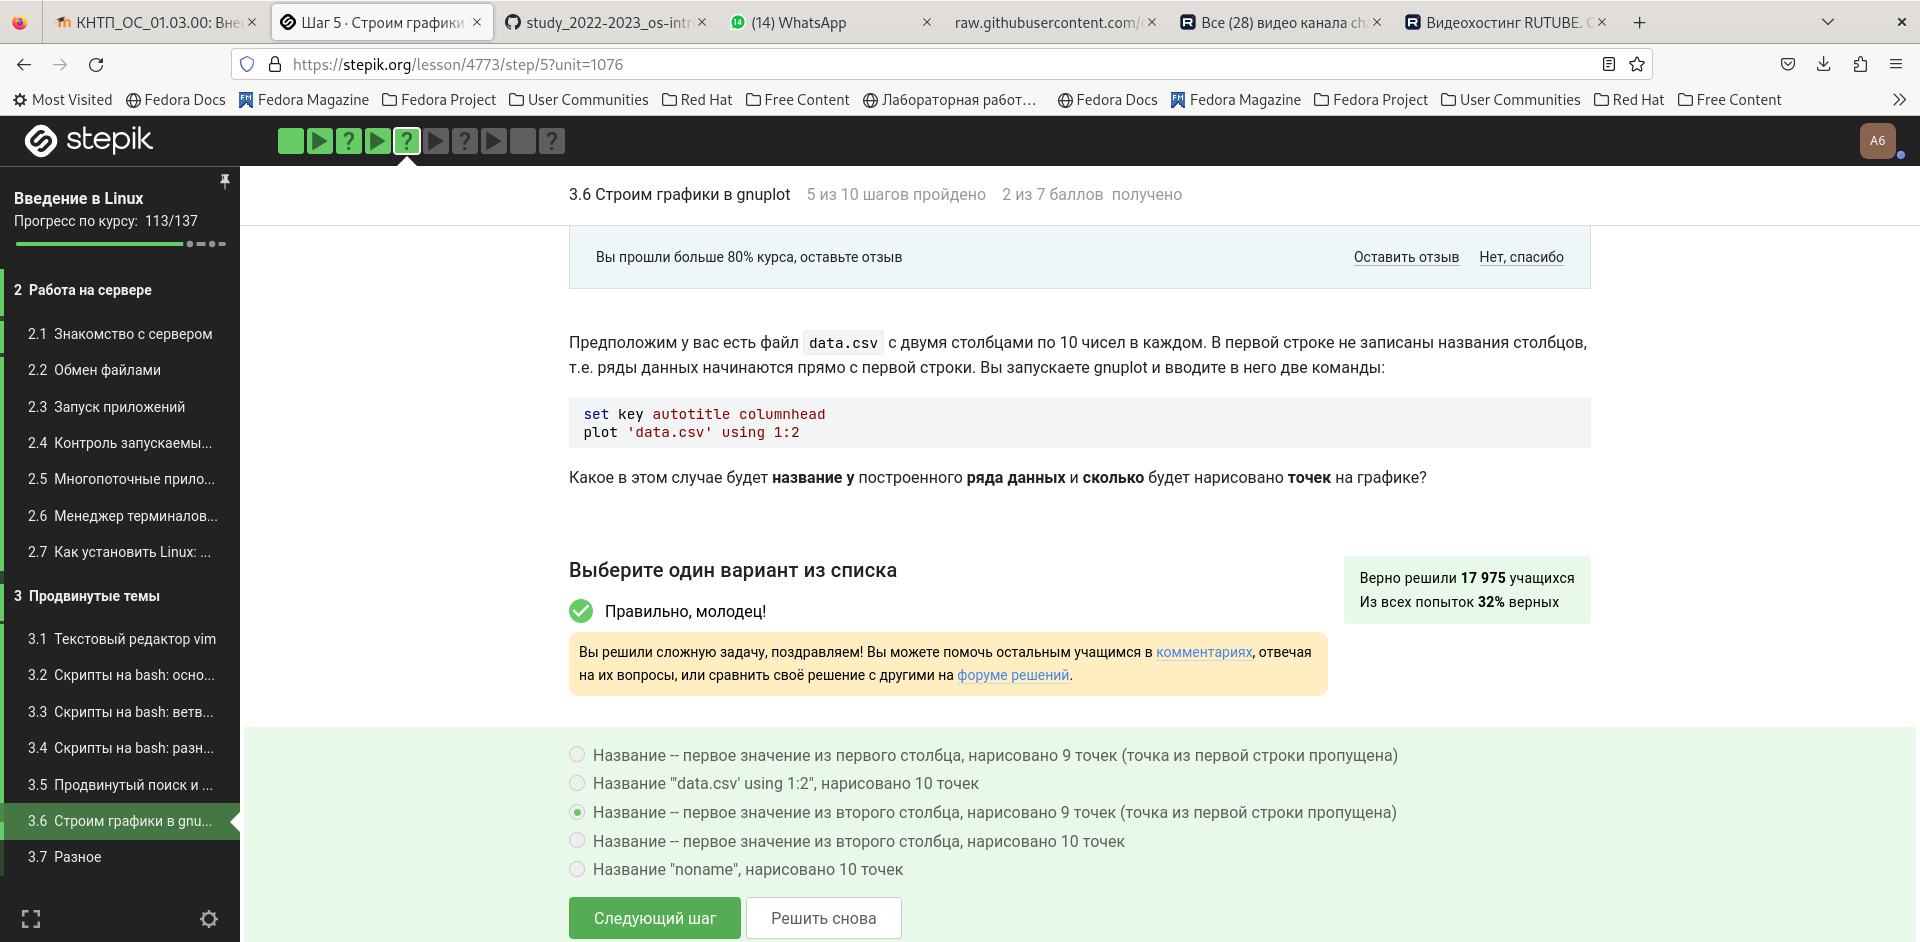 КНТП_ОС_01.03.00: Вне
Шаг 5 · Строим графики
study_2022-2023_os-intr
(14) WhatsApp
raw.githubusercontent.com/c
Все (28) видео канала cha
Видеохостинг RUTUBE. С
https://stepik.org/lesson/4773/step/5?unit=1076
Most Visited Fedora Docs Fedora Magazine Fedora Project User Communities Red Hat Free Content Лабораторная работ… Fedora Docs Fedora Magazine Fedora Project User Communities Red Hat Free Content
stepik
A6
Введение в Linux
Прогресс по курсу: 113/137
2 Работа на сервере
2.1 Знакомство с сервером
2.2 Обмен файлами
2.3 Запуск приложений
2.4 Контроль запускаемы...
2.5 Многопоточные прило...
2.6 Менеджер терминалов...
2.7 Как установить Linux: ...
3 Продвинутые темы
3.1 Текстовый редактор vim
3.2 Скрипты на bash: осно...
3.3 Скрипты на bash: ветв...
3.4 Скрипты на bash: разн...
3.5 Продвинутый поиск и ...
3.6 Строим графики в gnu...
3.7 Разное
3.6 Строим графики в gnuplot 5 из 10 шагов пройдено 2 из 7 баллов получено
Вы прошли больше 80% курса, оставьте отзыв Оставить отзыв Нет, спасибо
Предположим у вас есть файл data.csv с двумя столбцами по 10 чисел в каждом. В первой строке не записаны названия столбцов,
т.е. ряды данных начинаются прямо с первой строки. Вы запускаете gnuplot и вводите в него две команды:
set key autotitle columnhead
plot 'data.csv' using 1:2
Какое в этом случае будет название у построенного ряда данных и сколько будет нарисовано точек на графике?
Выберите один вариант из списка
Правильно, молодец!
Верно решили 17 975 учащихся
Из всех попыток 32% верных
Вы решили сложную задачу, поздравляем! Вы можете помочь остальным учащимся в комментариях, отвечая
на их вопросы, или сравнить своё решение с другими на форуме решений.
Название -- первое значение из первого столбца, нарисовано 9 точек (точка из первой строки пропущена)
Название "'data.csv' using 1:2", нарисовано 10 точек
Название -- первое значение из второго столбца, нарисовано 9 точек (точка из первой строки пропущена)
Название -- первое значение из второго столбца, нарисовано 10 точек
Название "noname", нарисовано 10 точек
Следующий шаг Решить снова